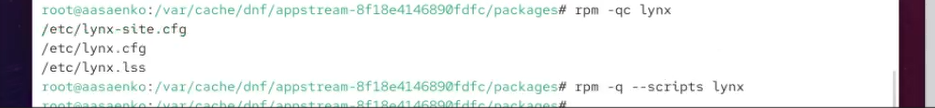 root@aasaenko:/var/cache/dnf/appstream-8f18e4146890fdfc/packages# rpm -qc lynx
/etc/lynx-site.cfg
/etc/lynx.cfg
/etc/lynx.lss
root@aasaenko:/var/cache/dnf/appstream-8f18e4146890fdfc/packages# rpm -q --scripts lynx
root@aasaenko:/var/cache/dnf/appstream-8f18e4146890fdfc/packages#